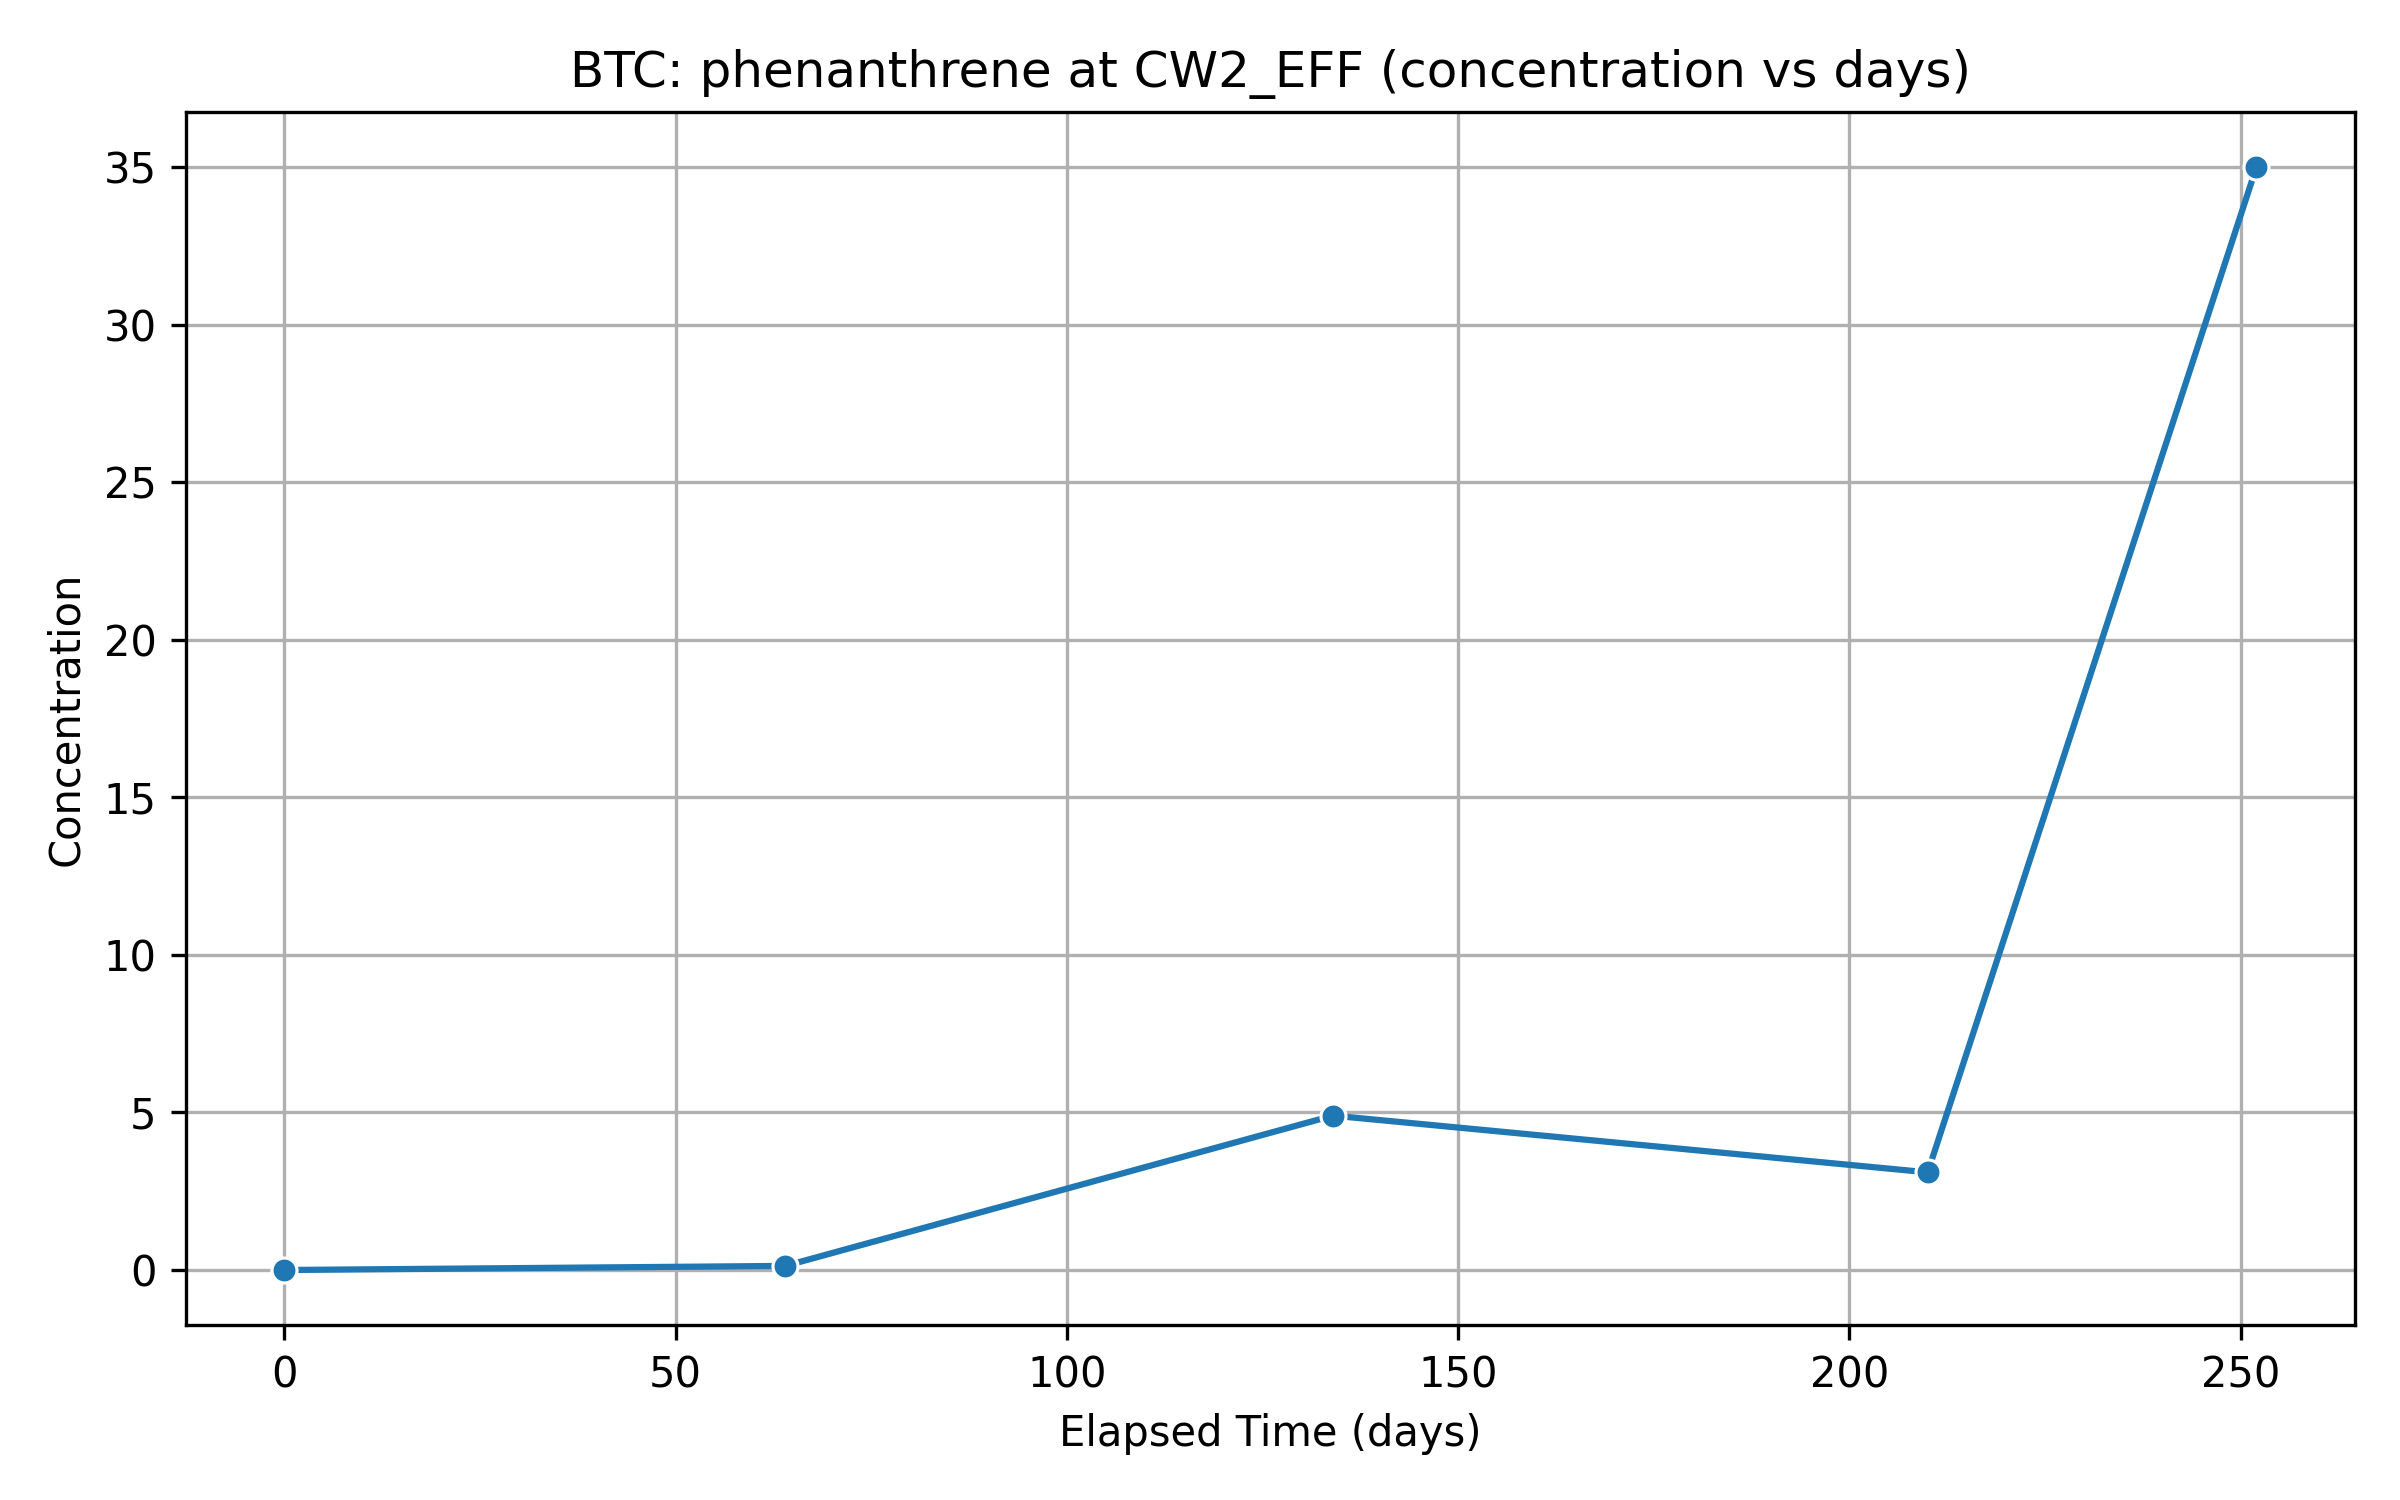 BTC: phenanthrene at CW2_EFF (concentration vs days)
35
30
25
20
15
10
5
0
Concentration
0 50 100 150 200 250
Elapsed Time (days)